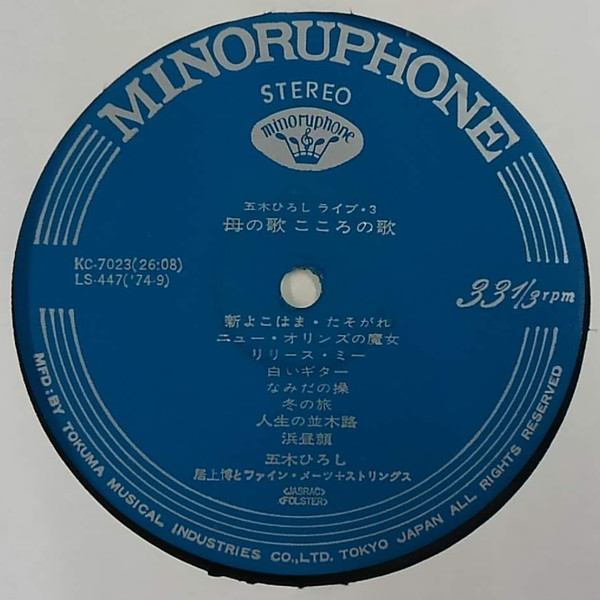 MINORUPHONE
STEREO
minoruphone
五木ひろし ライブ・3
母の歌 こころの歌
KC-7023(26:08)
LS-447('74-9)
33 1/3 rpm
新よこはま・たそがれ
ニュー・オリンズの魔女
リリース・ミー
白いギター
なみだの操
冬の旅
人生の並木路
浜昼顔
五木ひろし
居上博とファイン・メーツ+ストリングス
<JASRAC>
<FOLSTER>
MFD; BY TOKUMA MUSICAL INDUSTRIES CO., LTD. TOKYO JAPAN ALL RIGHTS RESERVED